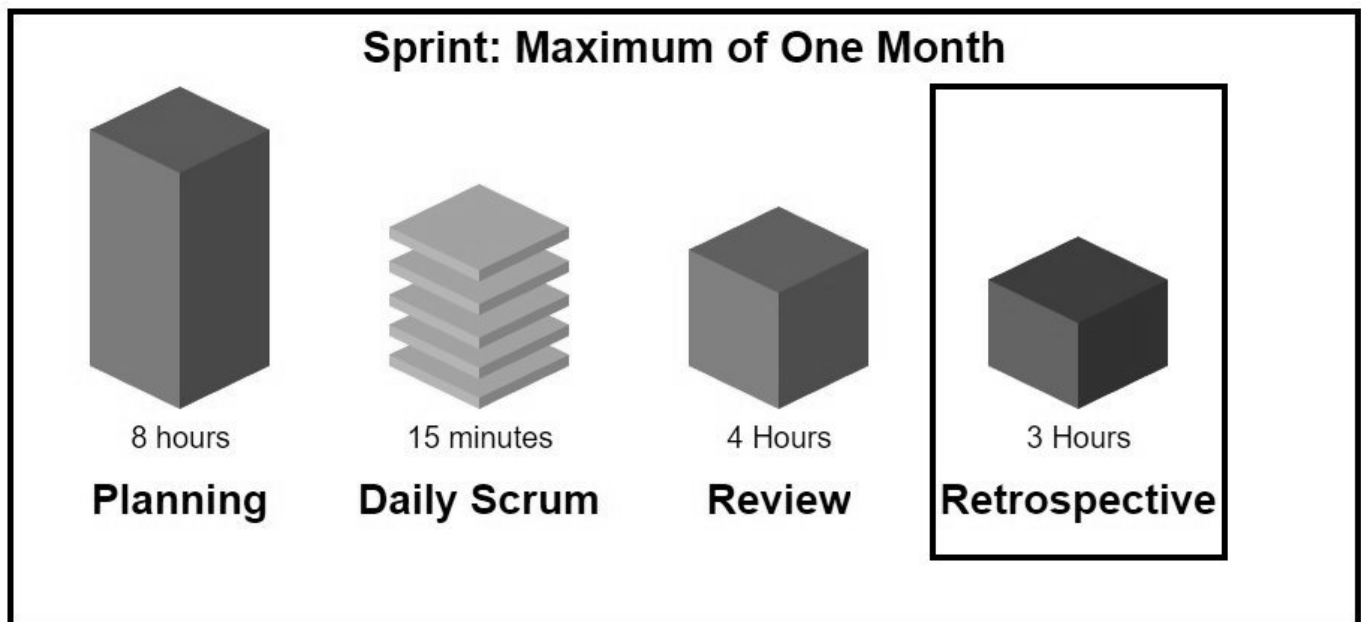 Sprint: Maximum of One Month
8 hours
15 minutes
4 Hours
3 Hours
Planning
Daily Scrum
Review
Retrospective